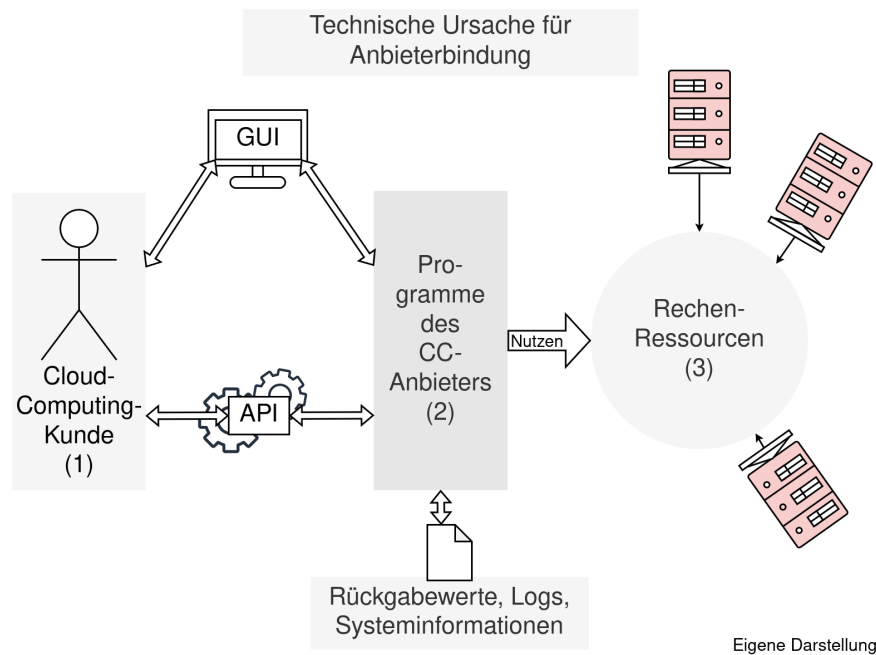 Technische Ursache für
Anbieterbindung
GUI
Cloud-
Computing-
Kunde
(1)
API
Pro-
gramme
des
CC-
Anbieters
(2)
Nutzen
Rechen-
Ressourcen
(3)
Rückgabewerte, Logs,
Systeminformationen
Eigene Darstellung